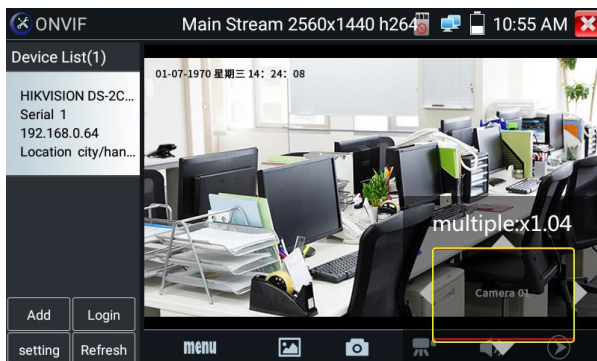 ONVIF
Main Stream 2560x1440 h264
10:55 AM
Device List(1)
HIKVISION DS-2C...
Serial 1
192.168.0.64
Location city/han...
01-07-1970 星期三 14：24：08
multiple:x1.04
Camera 01
Add
Login
setting
Refresh
menu